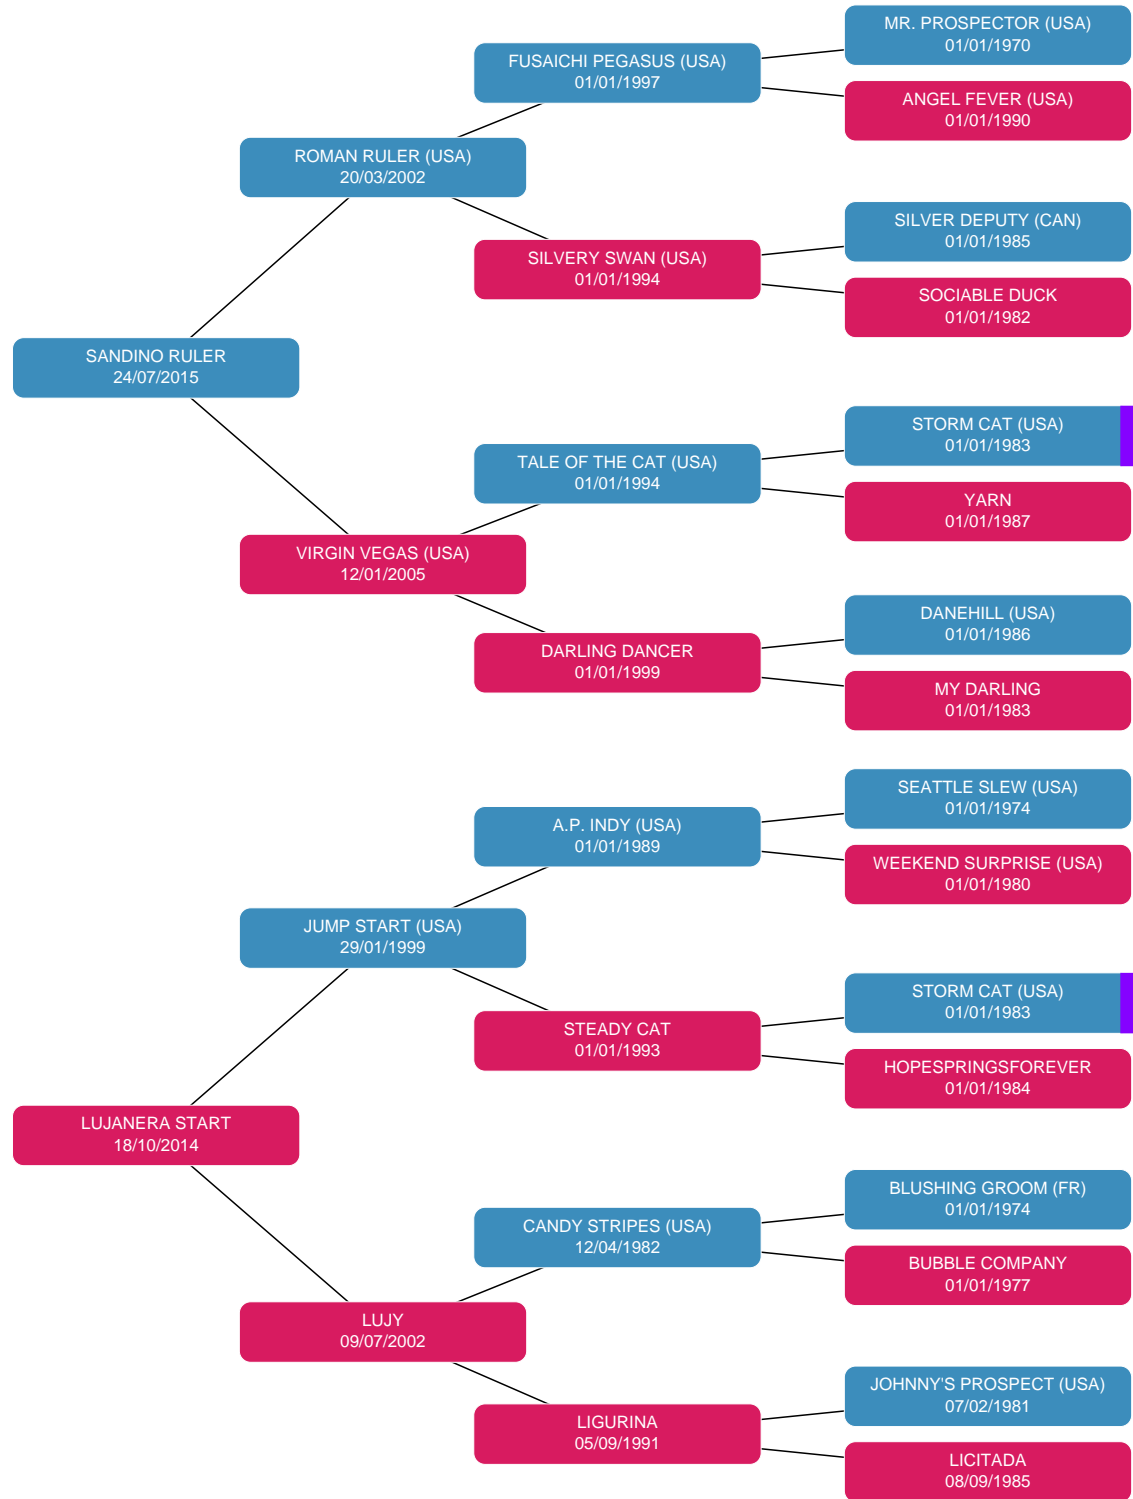 MR. PROSPECTOR (USA)
01/01/1970
FUSAICHI PEGASUS (USA)
01/01/1997
ANGEL FEVER (USA)
01/01/1990
ROMAN RULER (USA)
20/03/2002
SILVER DEPUTY (CAN)
01/01/1985
SILVERY SWAN (USA)
01/01/1994
SOCIABLE DUCK
01/01/1982
SANDINO RULER
24/07/2015
STORM CAT (USA)
01/01/1983
TALE OF THE CAT (USA)
01/01/1994
YARN
01/01/1987
VIRGIN VEGAS (USA)
12/01/2005
DANEHILL (USA)
01/01/1986
DARLING DANCER
01/01/1999
MY DARLING
01/01/1983
SEATTLE SLEW (USA)
01/01/1974
A.P. INDY (USA)
01/01/1989
WEEKEND SURPRISE (USA)
01/01/1980
JUMP START (USA)
29/01/1999
STORM CAT (USA)
01/01/1983
STEADY CAT
01/01/1993
HOPESPRINGSFOREVER
01/01/1984
LUJANERA START
18/10/2014
BLUSHING GROOM (FR)
01/01/1974
CANDY STRIPES (USA)
12/04/1982
BUBBLE COMPANY
01/01/1977
LUJY
09/07/2002
JOHNNY'S PROSPECT (USA)
07/02/1981
LIGURINA
05/09/1991
LICITADA
08/09/1985